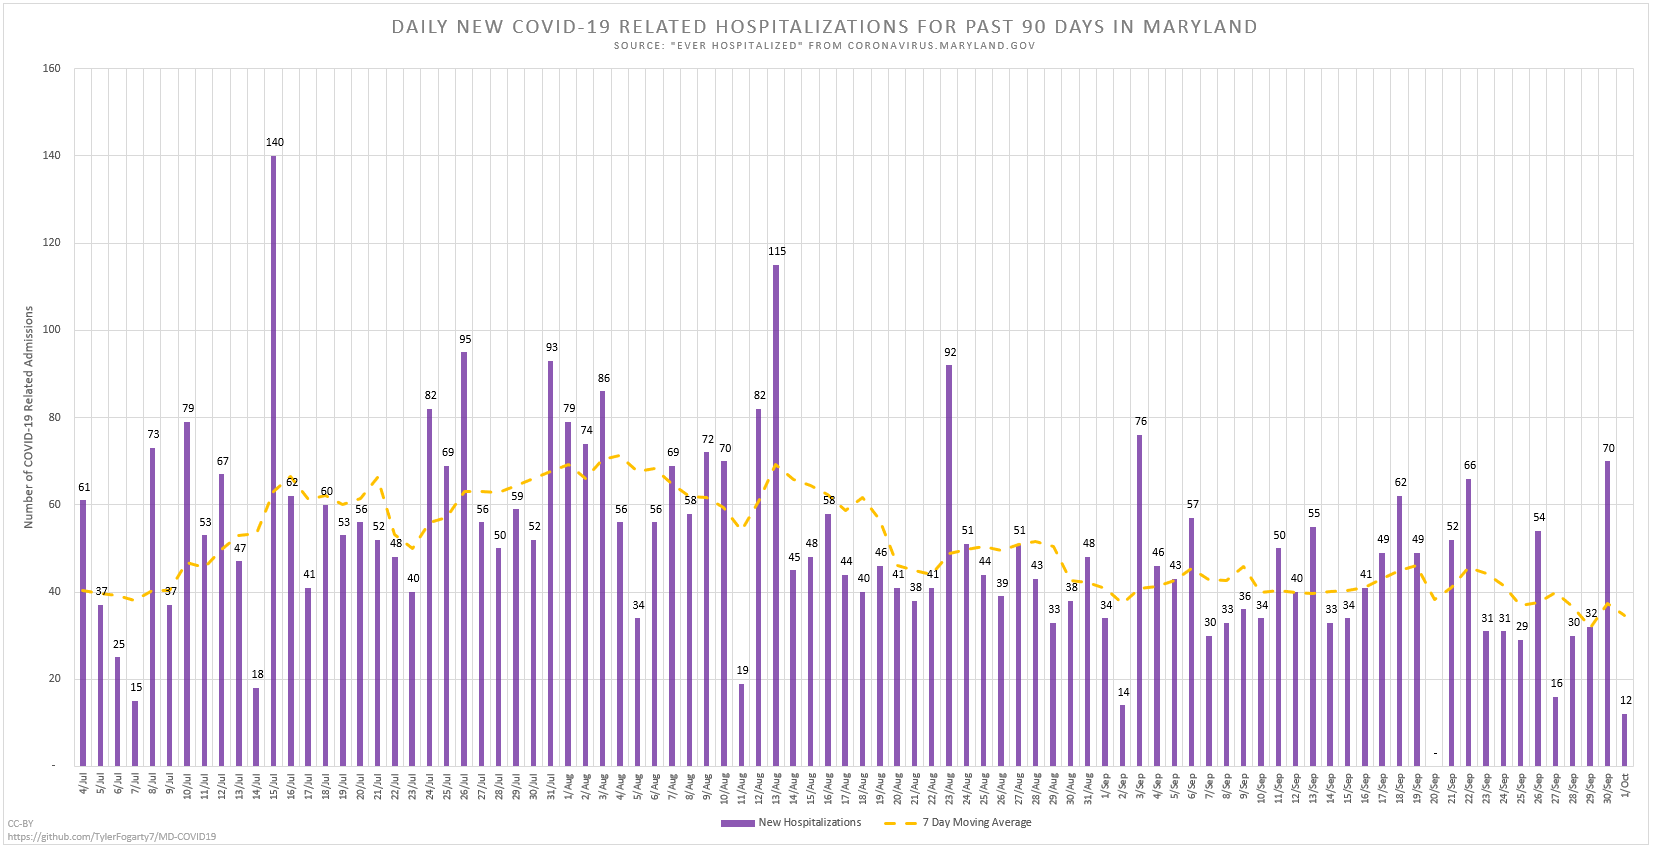 DAILY NEW COVID-19 RELATED HOSPITALIZATIONS FOR PAST 90 DAYS IN MARYLAND
SOURCE: "EVER HOSPITALIZED" FROM CORONAVIRUS.MARYLAND.GOV
Number of COVID-19 Related Admissions
160
140
120
100
80
60
40
20
-
61 37 25 15 73 37 79 53 67 47 18 140 62 41 60 53 56 52 48 40 82 69 95 56 50 59 52 93 79 74 86 56 34 56 69 58 72 70 19 82 115 45 48 58 44 40 46 41 38 41 92 51 44 39 51 43 33 38 48 34 14 76 46 43 57 30 33 36 34 50 40 55 33 34 41 49 62 49 - 52 66 31 31 29 54 16 30 32 70 12
4/Jul 5/Jul 6/Jul 7/Jul 8/Jul 9/Jul 10/Jul 11/Jul 12/Jul 13/Jul 14/Jul 15/Jul 16/Jul 17/Jul 18/Jul 19/Jul 20/Jul 21/Jul 22/Jul 23/Jul 24/Jul 25/Jul 26/Jul 27/Jul 28/Jul 29/Jul 30/Jul 31/Jul 1/Aug 2/Aug 3/Aug 4/Aug 5/Aug 6/Aug 7/Aug 8/Aug 9/Aug 10/Aug 11/Aug 12/Aug 13/Aug 14/Aug 15/Aug 16/Aug 17/Aug 18/Aug 19/Aug 20/Aug 21/Aug 22/Aug 23/Aug 24/Aug 25/Aug 26/Aug 27/Aug 28/Aug 29/Aug 30/Aug 31/Aug 1/Sep 2/Sep 3/Sep 4/Sep 5/Sep 6/Sep 7/Sep 8/Sep 9/Sep 10/Sep 11/Sep 12/Sep 13/Sep 14/Sep 15/Sep 16/Sep 17/Sep 18/Sep 19/Sep 20/Sep 21/Sep 22/Sep 23/Sep 24/Sep 25/Sep 26/Sep 27/Sep 28/Sep 29/Sep 30/Sep 1/Oct
New Hospitalizations 7 Day Moving Average
CC-BY
https://github.com/TylerFogarty7/MD-COVID19